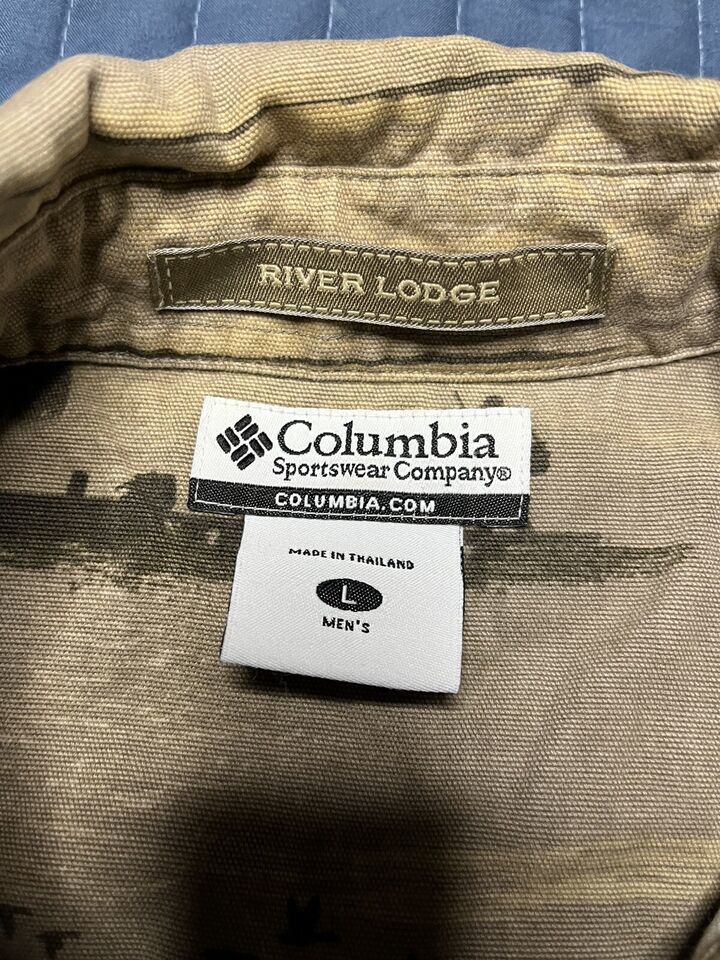 RIVER LODGE
Columbia
Sportswear Company®
COLUMBIA.COM
MADE IN THAILAND
L
MEN'S